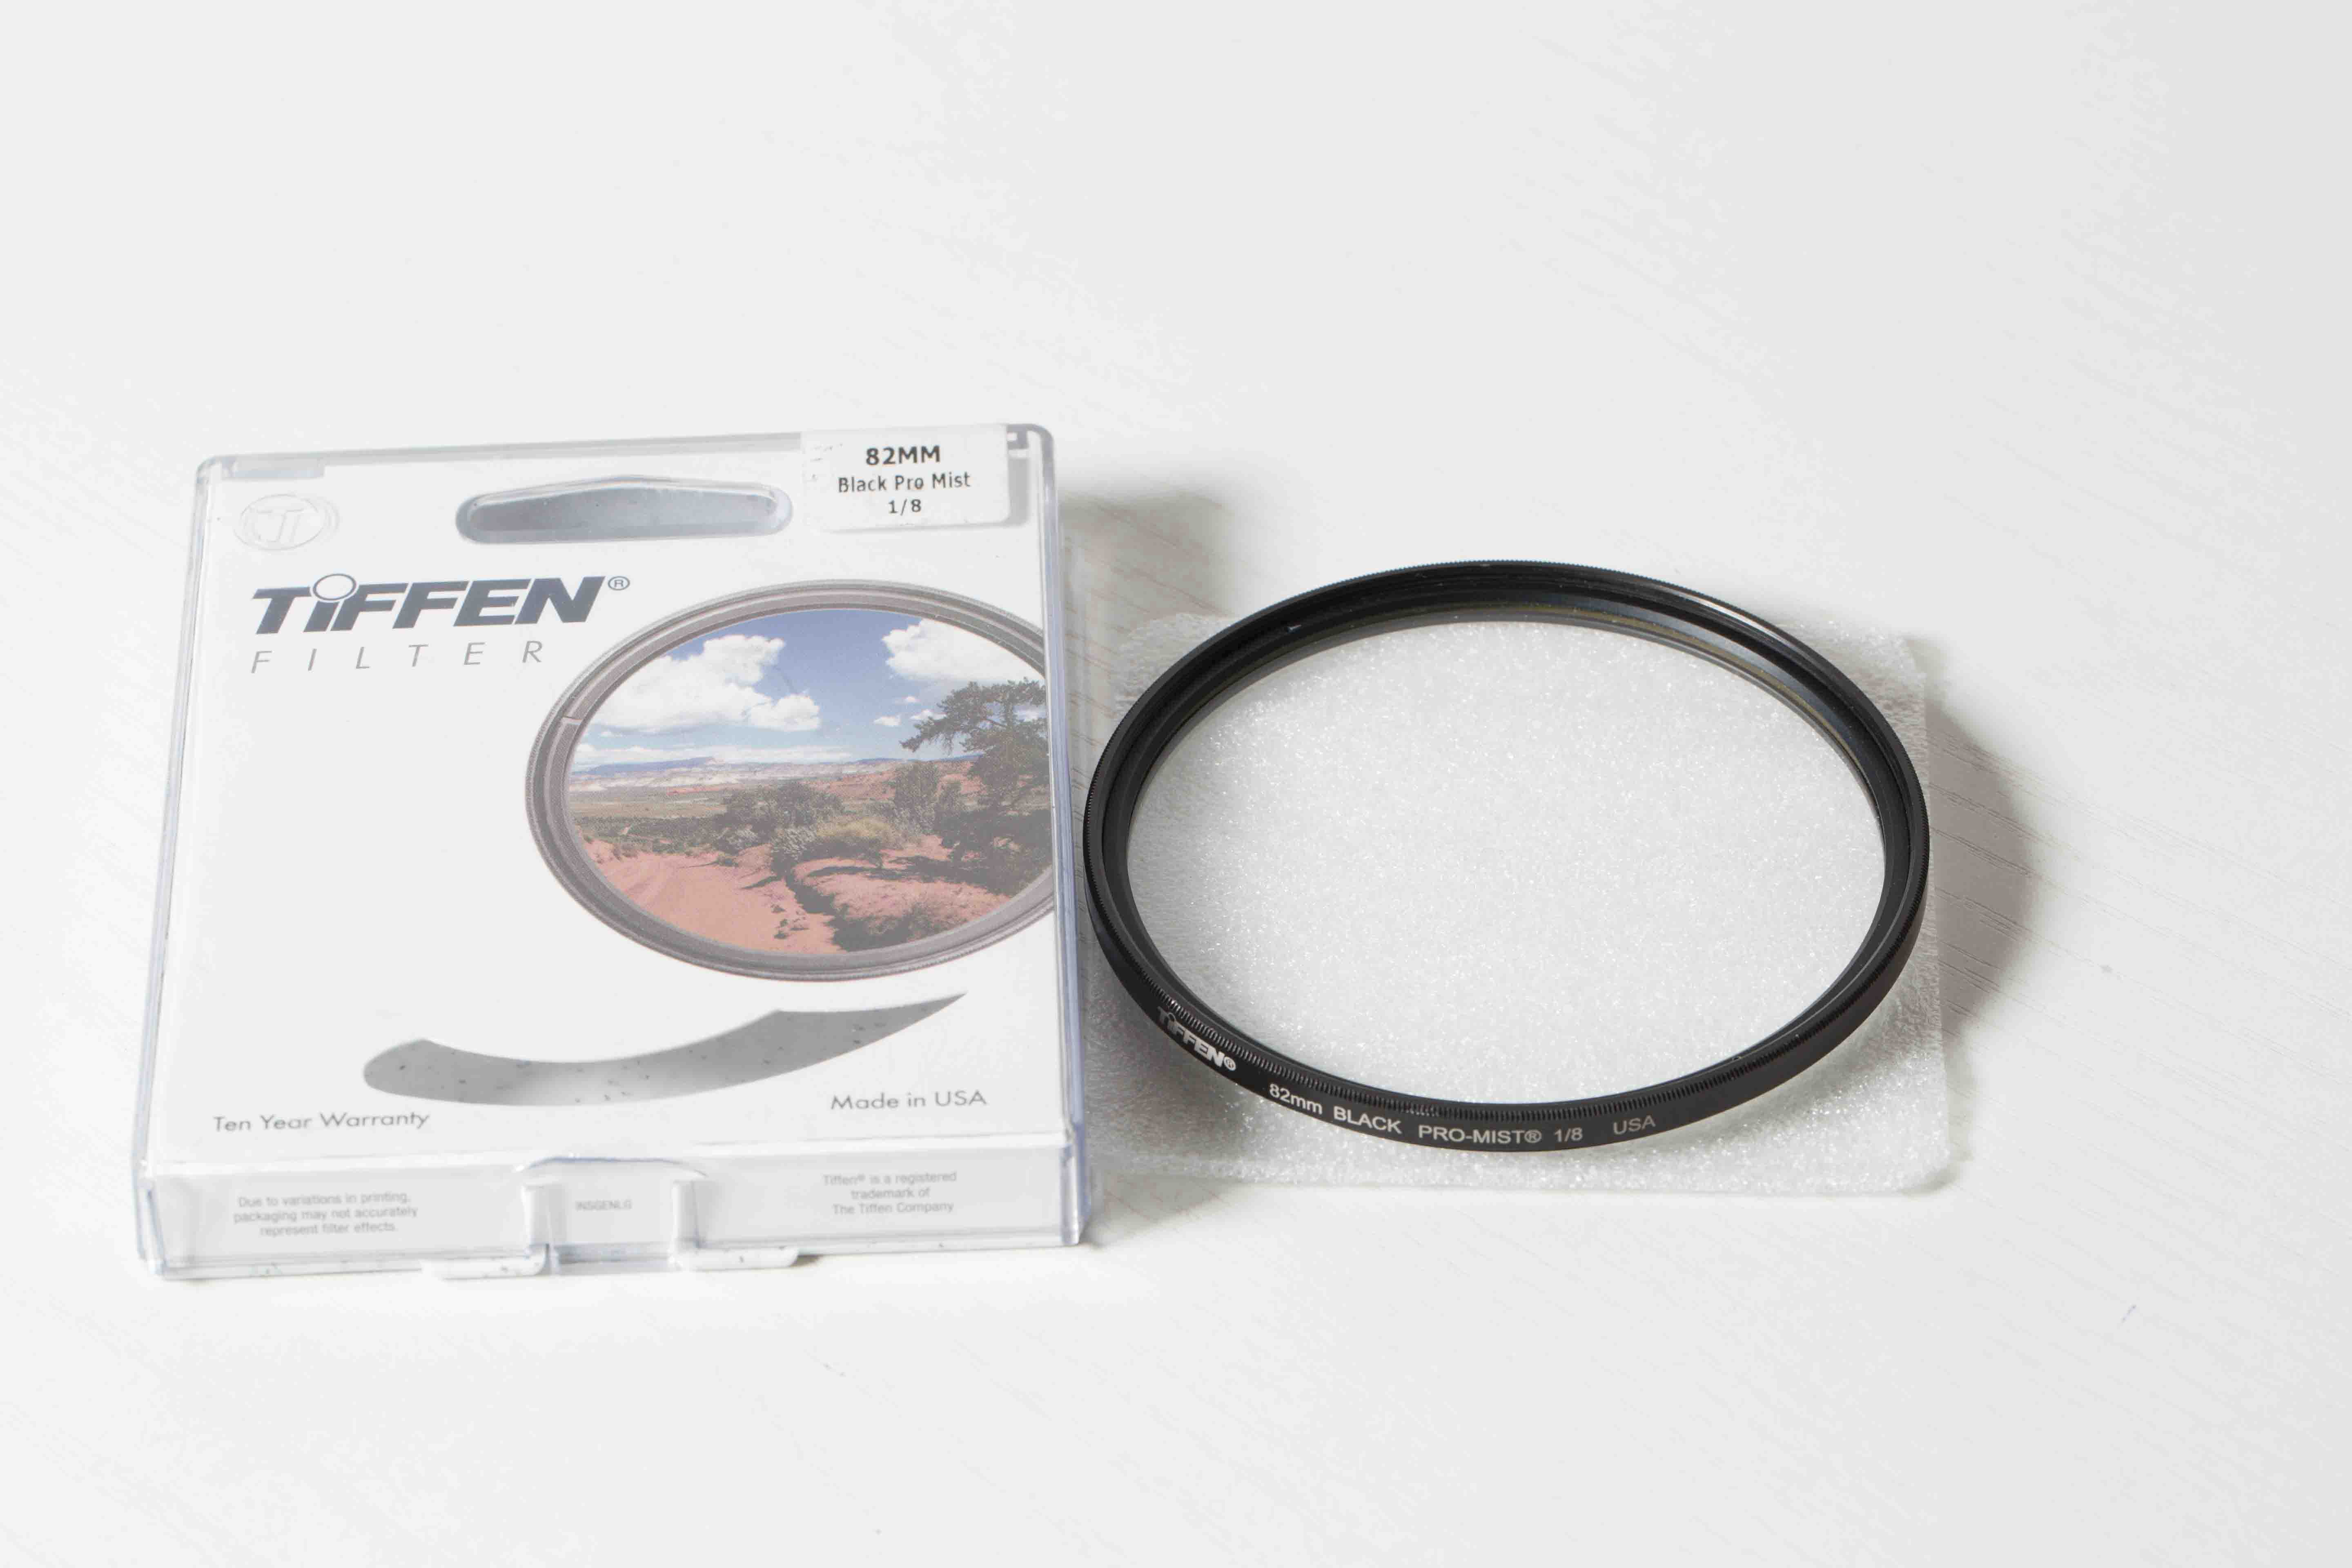 82MM
Black Pro Mist
1/8
TiFFEN®
FILTER
Ten Year Warranty
Made in USA
Due to variations in printing,
packaging may not accurately
represent filter effects.
INSGENLG
Tiffen® is a registered
trademark of
The Tiffen Company
TiFFEN® 82mm BLACK PRO-MIST® 1/8 USA